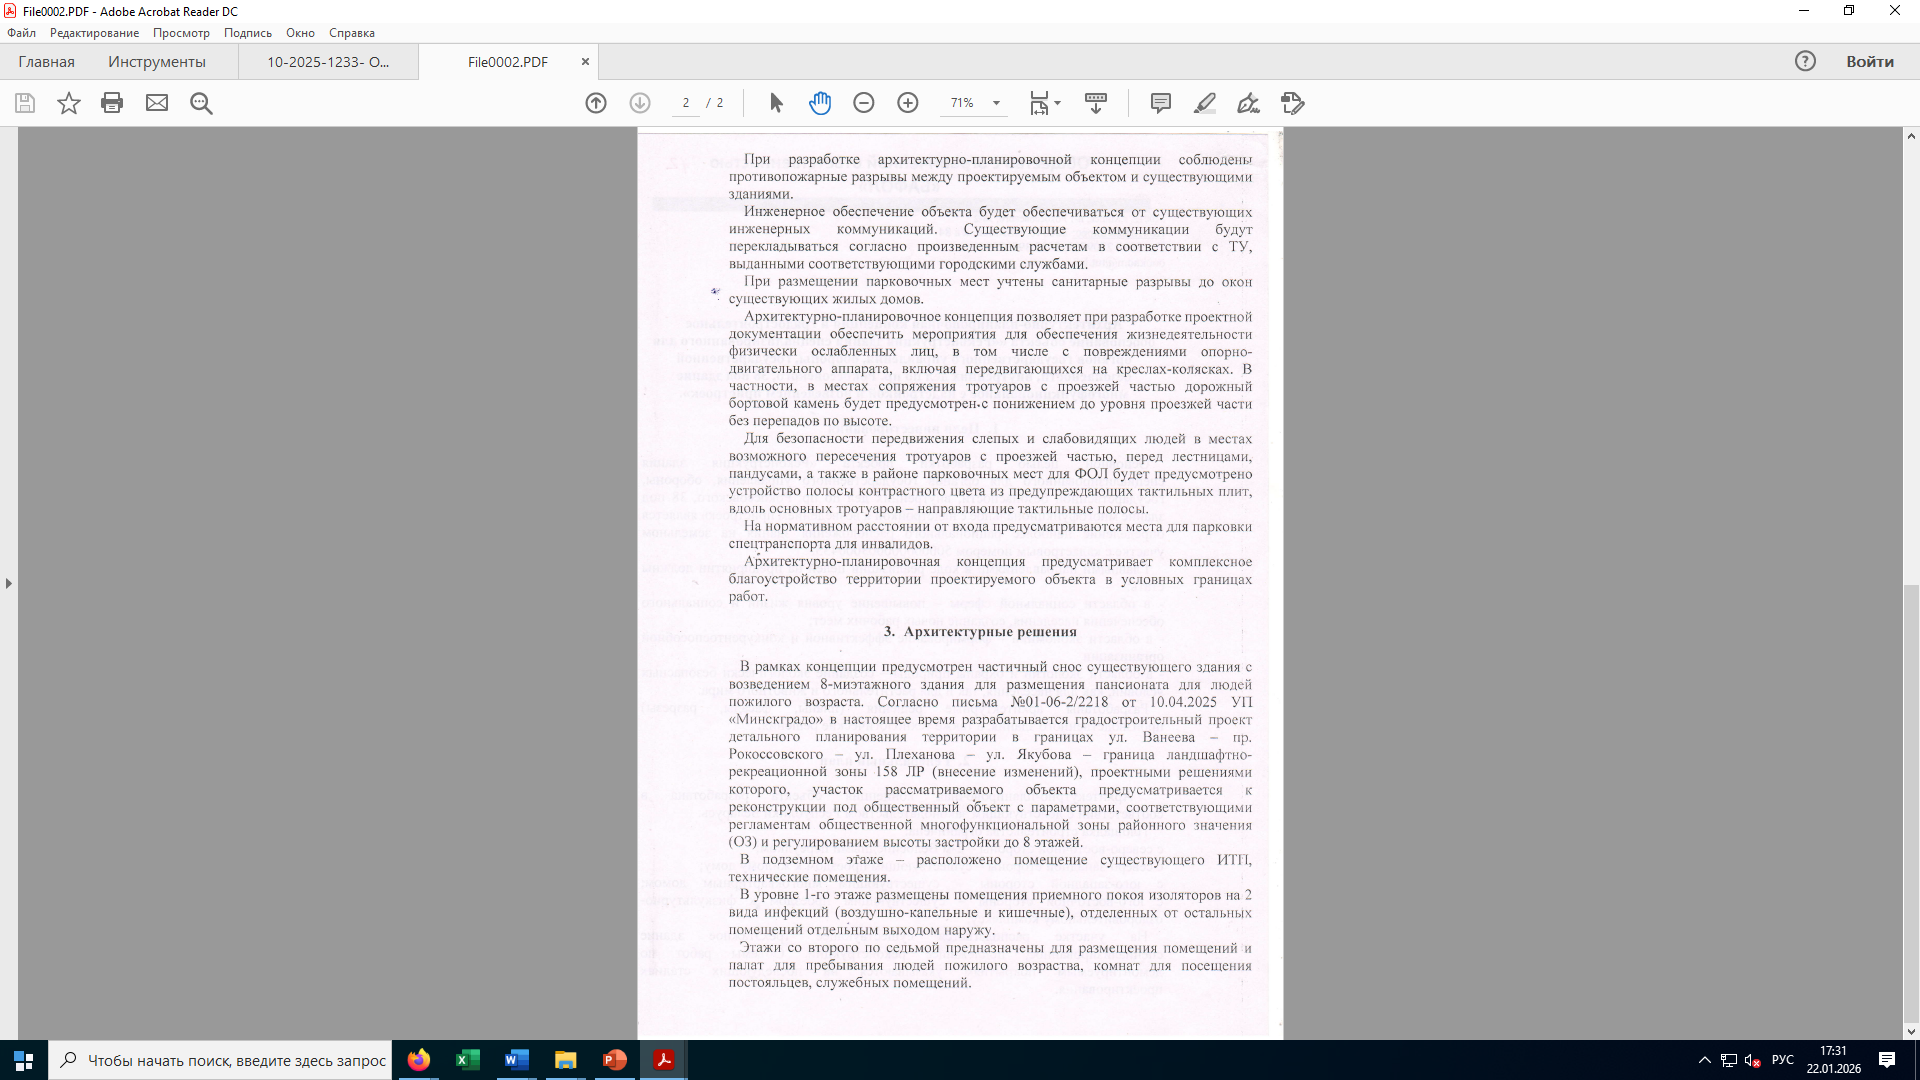 File0002.PDF - Adobe Acrobat Reader DC
Файл Редактирование Просмотр Подпись Окно Справка
Главная Инструменты 10-2025-1233- О... File0002.PDF × Войти
2 / 2 71%
При разработке архитектурно-планировочной концепции соблюдены
противопожарные разрывы между проектируемым объектом и существующими
зданиями.
Инженерное обеспечение объекта будет обеспечиваться от существующих
инженерных коммуникаций. Существующие коммуникации будут
перекладываться согласно произведенным расчетам в соответствии с ТУ,
выданными соответствующими городскими службами.
При размещении парковочных мест учтены санитарные разрывы до окон
существующих жилых домов.
Архитектурно-планировочное концепция позволяет при разработке проектной
документации обеспечить мероприятия для обеспечения жизнедеятельности
физически ослабленных лиц, в том числе с повреждениями опорно-
двигательного аппарата, включая передвигающихся на креслах-колясках. В
частности, в местах сопряжения тротуаров с проезжей частью дорожный
бортовой камень будет предусмотрен с понижением до уровня проезжей части
без перепадов по высоте.
Для безопасности передвижения слепых и слабовидящих людей в местах
возможного пересечения тротуаров с проезжей частью, перед лестницами,
пандусами, а также в районе парковочных мест для ФОЛ будет предусмотрено
устройство полосы контрастного цвета из предупреждающих тактильных плит,
вдоль основных тротуаров – направляющие тактильные полосы.
На нормативном расстоянии от входа предусматриваются места для парковки
спецтранспорта для инвалидов.
Архитектурно-планировочная концепция предусматривает комплексное
благоустройство территории проектируемого объекта в условных границах
работ.
3. Архитектурные решения
В рамках концепции предусмотрен частичный снос существующего здания с
возведением 8-миэтажного здания для размещения пансионата для людей
пожилого возраста. Согласно письма №01-06-2/2218 от 10.04.2025 УП
«Минскградо» в настоящее время разрабатывается градостроительный проект
детального планирования территории в границах ул. Ванеева – пр.
Рокоссовского – ул. Плеханова – ул. Якубова – граница ландшафтно-
рекреационной зоны 158 ЛР (внесение изменений), проектными решениями
которого, участок рассматриваемого объекта предусматривается к
реконструкции под общественный объект с параметрами, соответствующими
регламентам общественной многофункциональной зоны районного значения
(ОЗ) и регулированием высоты застройки до 8 этажей.
В подземном этаже – расположено помещение существующего ИТП,
технические помещения.
В уровне 1-го этаже размещены помещения приемного покоя изоляторов на 2
вида инфекций (воздушно-капельные и кишечные), отделенных от остальных
помещений отдельным выходом наружу.
Этажи со второго по седьмой предназначены для размещения помещений и
палат для пребывания людей пожилого возраства, комнат для посещения
постояльцев, служебных помещений.
Чтобы начать поиск, введите здесь запрос
РУС
17:31
22.01.2026